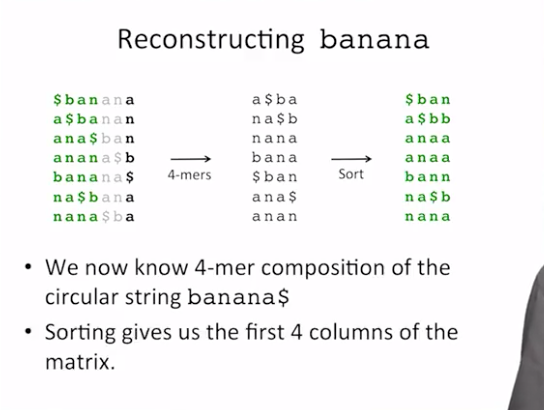 Reconstructing banana
$banana
a$banan
ana$ban
anana$b
banana$
na$bana
nana$ba
4-mers
a$ba
na$b
nana
bana
$ban
ana$
anan
Sort
$ban
a$bb
anaa
anaa
bann
na$b
nana
• We now know 4-mer composition of the
circular string banana$
• Sorting gives us the first 4 columns of the
matrix.